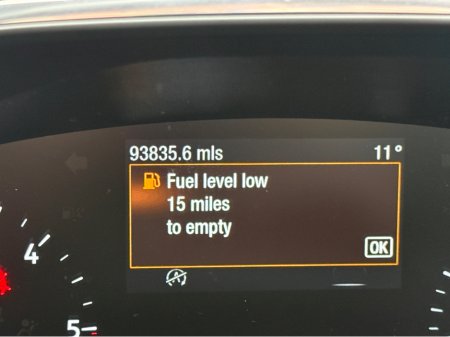 93835.6 mls 11°
Fuel level low
15 miles
to empty
OK
4
A
5